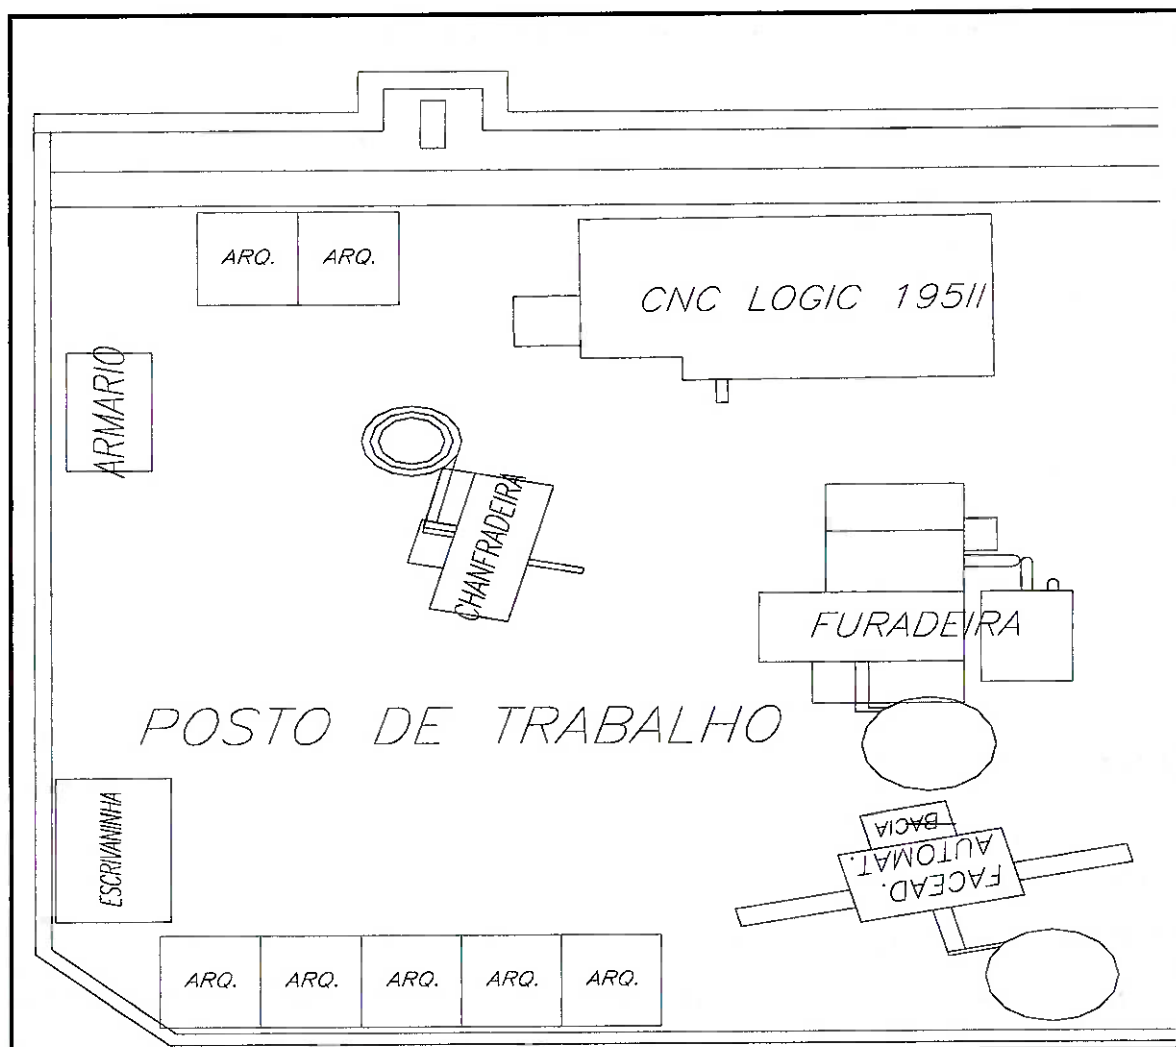 ARQ. ARQ.
CNC LOGIC 195II
ARMARIO
CHANFRADEIRA
FURADEIRA
POSTO DE TRABALHO
ESCRIVANINHA
BACIA
FACEAD.
AUTOMAT.
ARQ. ARQ. ARQ. ARQ. ARQ.